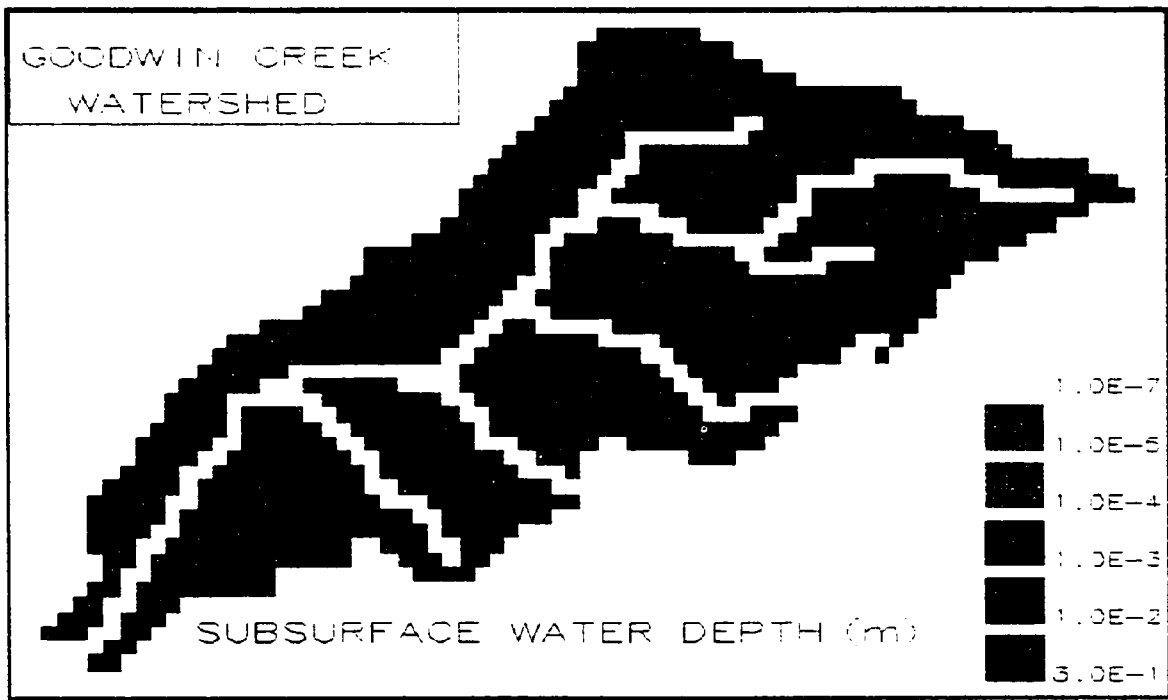 GOODWIN CREEK
WATERSHED
1.0E-7
1.0E-5
1.0E-4
1.0E-3
1.0E-2
3.0E-1
SUBSURFACE WATER DEPTH (m)